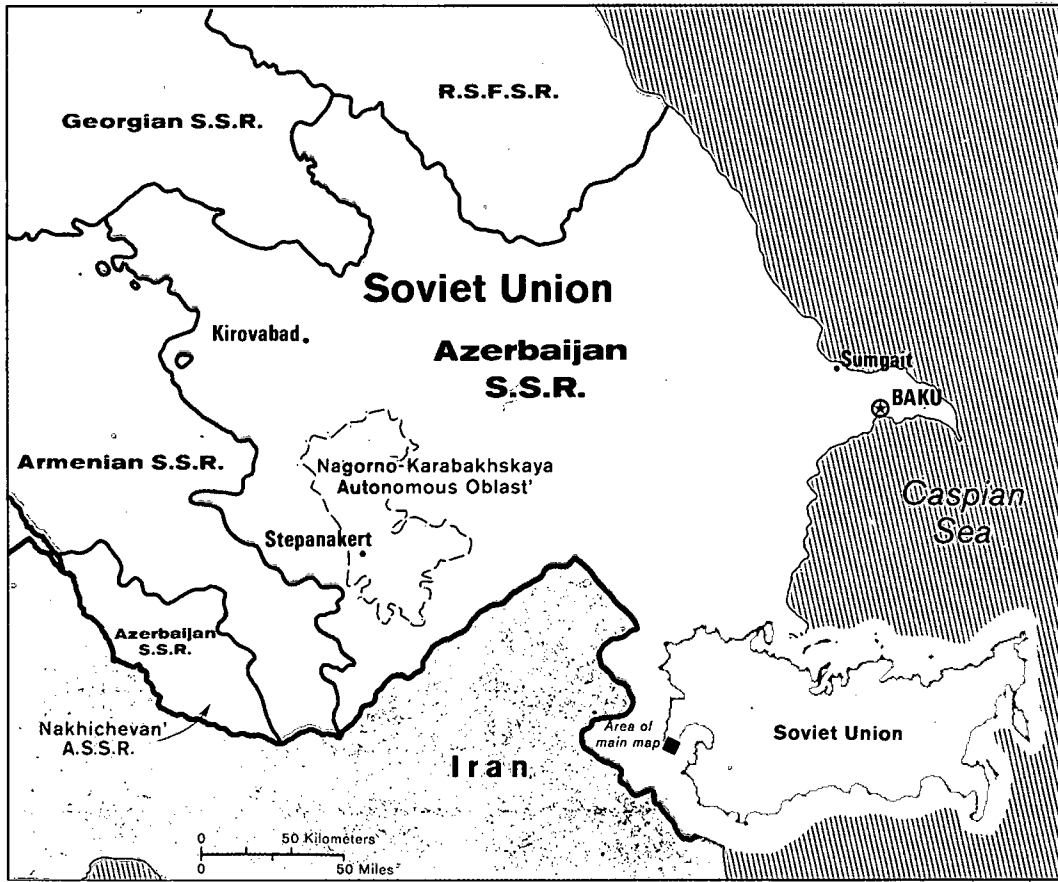 R.S.F.S.R.
Georgian S.S.R.
Soviet Union
Kirovabad
Azerbaijan
S.S.R.
Sumgait
BAKU
Armenian S.S.R.
Nagorno-Karabakhskaya
Autonomous Oblast'
Caspian
Sea
Stepanakert
Azerbaijan
S.S.R.
Nakhichevan'
A.S.S.R.
Area of
main map
Soviet Union
Iran
0 50 Kilometers
0 50 Miles